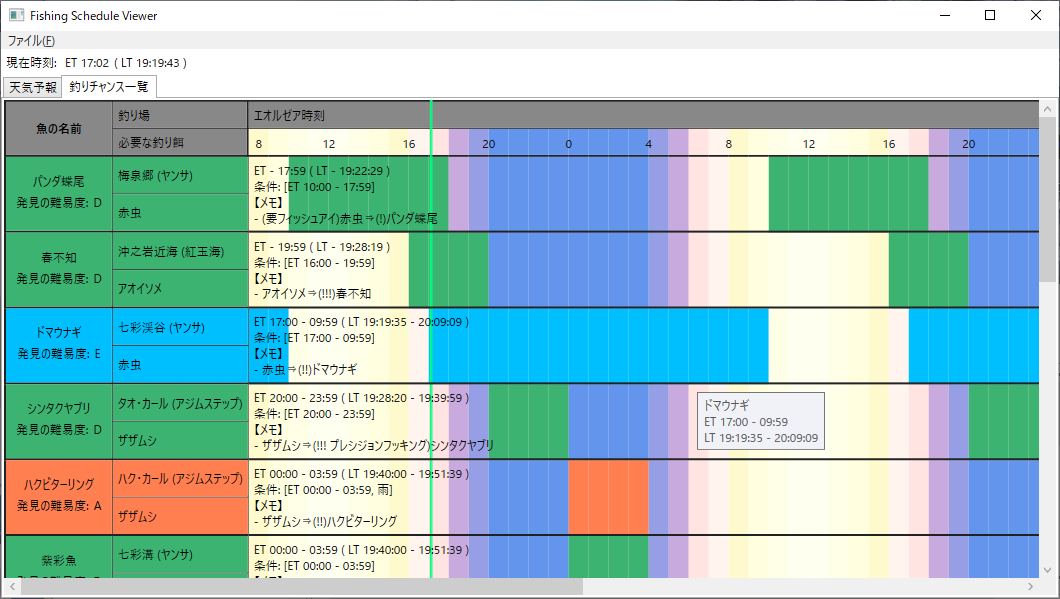 Fishing Schedule Viewer
ファイル(F)
現在時刻: ET 17:02 ( LT 19:19:43 )
天気予報 釣りチャンス一覧
魚の名前
釣り場
必要な釣り餌
エオルゼア時刻
8 12 16 20 0 4 8 12 16 20
パンダ蝶尾
発見の難易度: D
梅泉郷 (ヤンサ)
赤虫
ET - 17:59 ( LT - 19:22:29 )
条件: [ET 10:00 - 17:59]
【メモ】
- (要フィッシュアイ)赤虫⇒(!)パンダ蝶尾
春不知
発見の難易度: D
沖之岩近海 (紅玉海)
アオイソメ
ET - 19:59 ( LT - 19:28:19 )
条件: [ET 16:00 - 19:59]
【メモ】
- アオイソメ⇒(!!!)春不知
ドマウナギ
発見の難易度: E
七彩渓谷 (ヤンサ)
赤虫
ET 17:00 - 09:59 ( LT 19:19:35 - 20:09:09 )
条件: [ET 17:00 - 09:59]
【メモ】
- 赤虫⇒(!!)ドマウナギ
シンタクヤブリ
発見の難易度: D
タオ・カール (アジムステップ)
ザザムシ
ET 20:00 - 23:59 ( LT 19:28:20 - 19:39:59 )
条件: [ET 20:00 - 23:59]
【メモ】
- ザザムシ⇒(!!! プレシジョンフッキング)シンタクヤブリ
ドマウナギ
ET 17:00 - 09:59
LT 19:19:35 - 20:09:09
ハクビターリング
発見の難易度: A
ハク・カール (アジムステップ)
ザザムシ
ET 00:00 - 03:59 ( LT 19:40:00 - 19:51:39 )
条件: [ET 00:00 - 03:59, 雨]
【メモ】
- ザザムシ⇒(!!)ハクビターリング
紫彩魚
七彩溝 (ヤンサ)
ET 00:00 - 03:59 ( LT 19:40:00 - 19:51:39 )
条件: [ET 00:00 - 03:59]